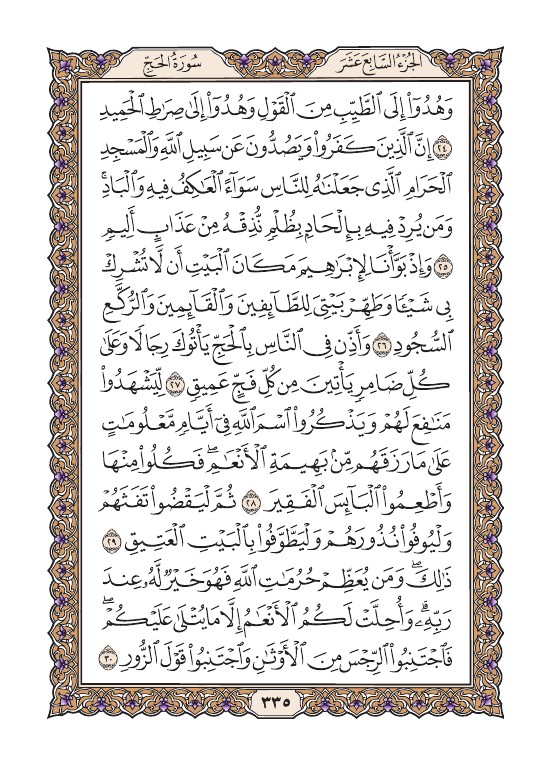 الجُزْءُ السَّابِعَ عَشَرَ
سُورَةُ الحَجِّ
وَهُدُوٓا۟ إِلَى ٱلطَّيِّبِ مِنَ ٱلْقَوْلِ وَهُدُوٓا۟ إِلَىٰ صِرَٰطِ ٱلْحَمِيدِ
٢٤ إِنَّ ٱلَّذِينَ كَفَرُوا۟ وَيَصُدُّونَ عَن سَبِيلِ ٱللَّهِ وَٱلْمَسْجِدِ
ٱلْحَرَامِ ٱلَّذِى جَعَلْنَٰهُ لِلنَّاسِ سَوَآءً ٱلْعَٰكِفُ فِيهِ وَٱلْبَادِ ۚ
وَمَن يُرِدْ فِيهِ بِإِلْحَادٍۭ بِظُلْمٍ نُّذِقْهُ مِنْ عَذَابٍ أَلِيمٍ
٢٥ وَإِذْ بَوَّأْنَا لِإِبْرَٰهِيمَ مَكَانَ ٱلْبَيْتِ أَن لَّا تُشْرِكْ
بِى شَيْـًٔا وَطَهِّرْ بَيْتِىَ لِلطَّآئِفِينَ وَٱلْقَآئِمِينَ وَٱلرُّكَّعِ
ٱلسُّجُودِ ٢٦ وَأَذِّن فِى ٱلنَّاسِ بِٱلْحَجِّ يَأْتُوكَ رِجَالًا وَعَلَىٰ
كُلِّ ضَامِرٍ يَأْتِينَ مِن كُلِّ فَجٍّ عَمِيقٍ ٢٧ لِّيَشْهَدُوا۟
مَنَٰفِعَ لَهُمْ وَيَذْكُرُوا۟ ٱسْمَ ٱللَّهِ فِىٓ أَيَّامٍ مَّعْلُومَٰتٍ
عَلَىٰ مَا رَزَقَهُم مِّنۢ بَهِيمَةِ ٱلْأَنْعَٰمِ ۖ فَكُلُوا۟ مِنْهَا
وَأَطْعِمُوا۟ ٱلْبَآئِسَ ٱلْفَقِيرَ ٢٨ ثُمَّ لْيَقْضُوا۟ تَفَثَهُمْ
وَلْيُوفُوا۟ نُذُورَهُمْ وَلْيَطَّوَّفُوا۟ بِٱلْبَيْتِ ٱلْعَتِيقِ ٢٩
ذَٰلِكَ ۖ وَمَن يُعَظِّمْ حُرُمَٰتِ ٱللَّهِ فَهُوَ خَيْرٌ لَّهُۥ عِندَ
رَبِّهِۦ ۗ وَأُحِلَّتْ لَكُمُ ٱلْأَنْعَٰمُ إِلَّا مَا يُتْلَىٰ عَلَيْكُمْ ۖ
فَٱجْتَنِبُوا۟ ٱلرِّجْسَ مِنَ ٱلْأَوْثَٰنِ وَٱجْتَنِبُوا۟ قَوْلَ ٱلزُّورِ ٣٠
٣٣٥